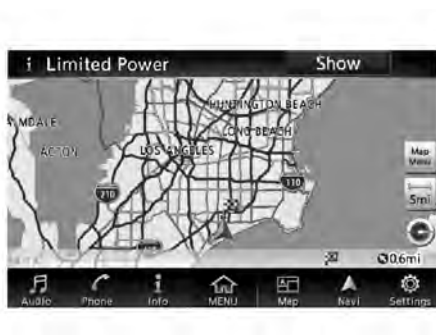 i Limited Power Show
HUNTINGTON BEACH
LONG BEACH
ACTON
LOS ANGELES
Map
Menu
210
110
5mi
0.6mi
Audio Phone Info MENU Map Navi Settings